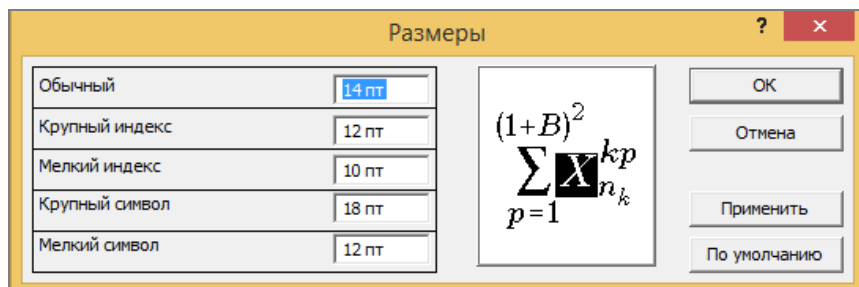 Размеры
? ×
Обычный 14 пт
Крупный индекс 12 пт
Мелкий индекс 10 пт
Крупный символ 18 пт
Мелкий символ 12 пт
(1+B)²
∑ X kp n k
p=1
OK
Отмена
Применить
По умолчанию